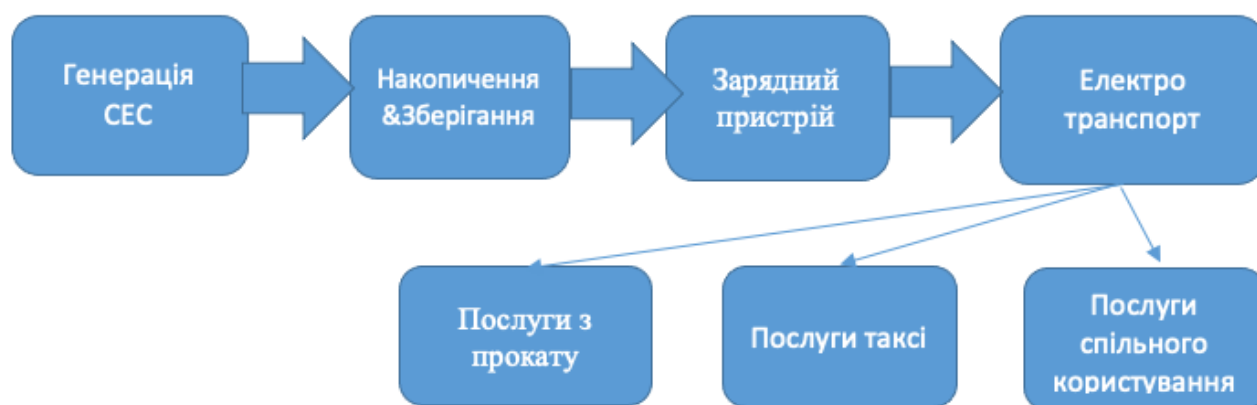 Генерація
СЕС
Накопичення
&Зберігання
Зарядний
пристрій
Електро
транспорт
Послуги з
прокату
Послуги таксі
Послуги
спільного
користування